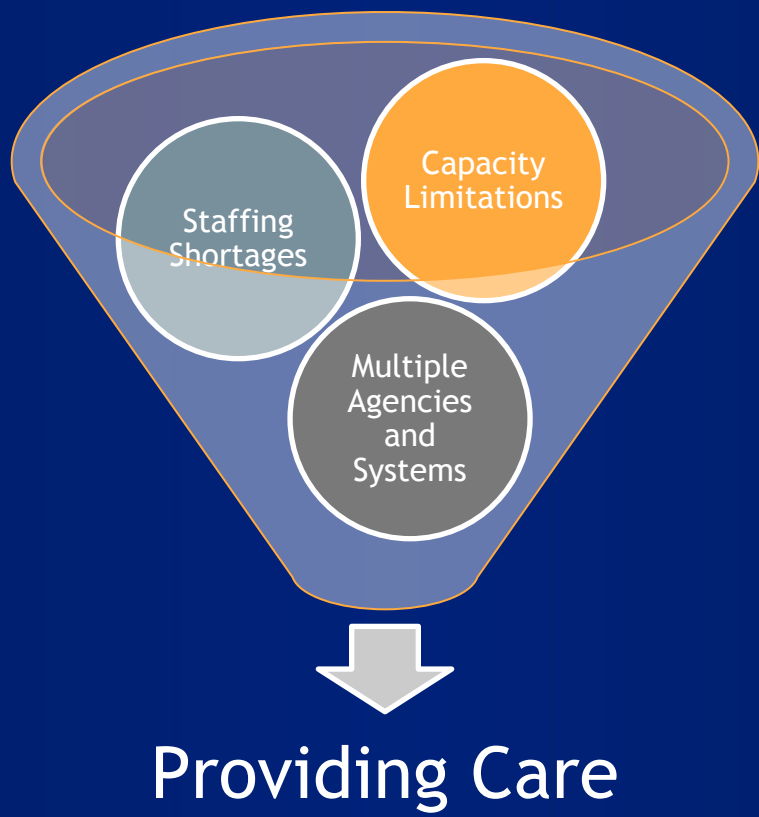 Capacity
Limitations
Staffing
Shortages
Multiple
Agencies
and
Systems
Providing Care